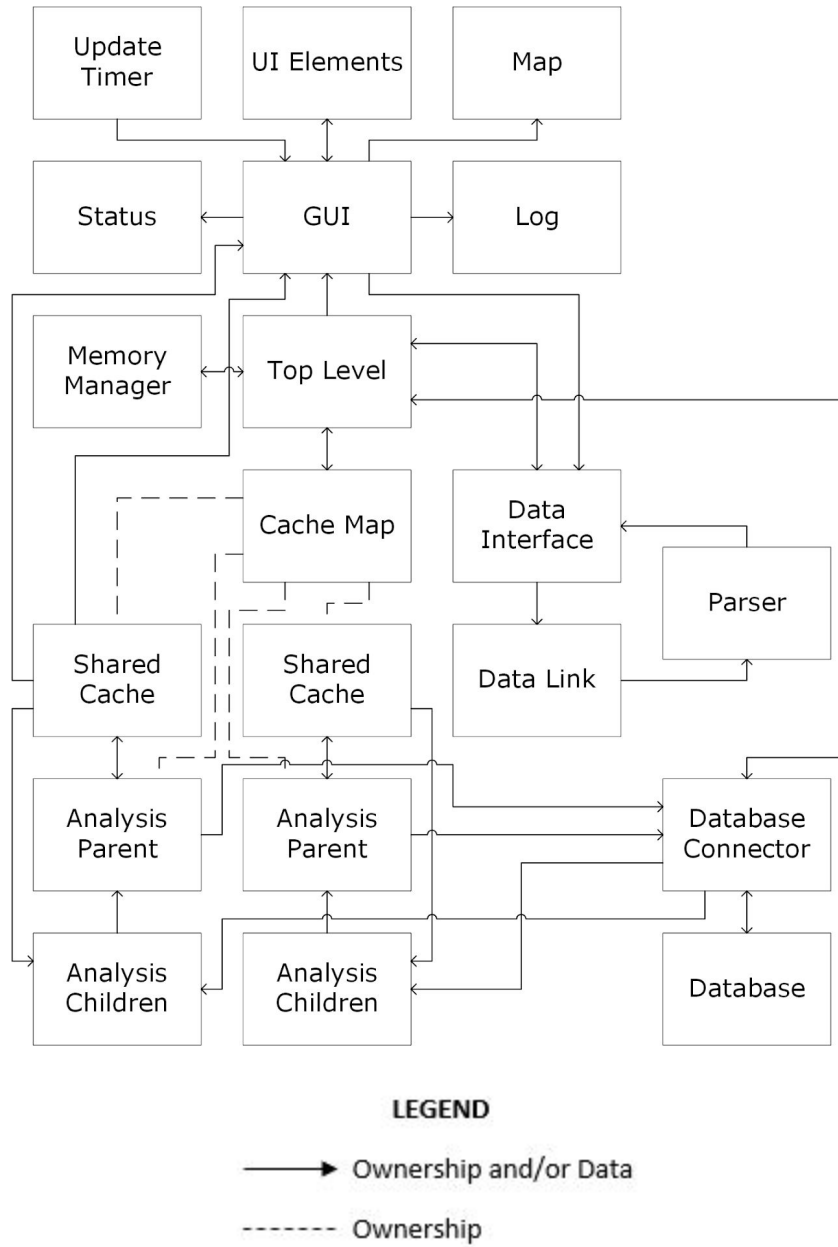 Update
Timer
UI Elements
Map
Status
GUI
Log
Memory
Manager
Top Level
Cache Map
Data
Interface
Parser
Shared
Cache
Shared
Cache
Data Link
Analysis
Parent
Analysis
Parent
Database
Connector
Analysis
Children
Analysis
Children
Database
LEGEND
Ownership and/or Data
Ownership